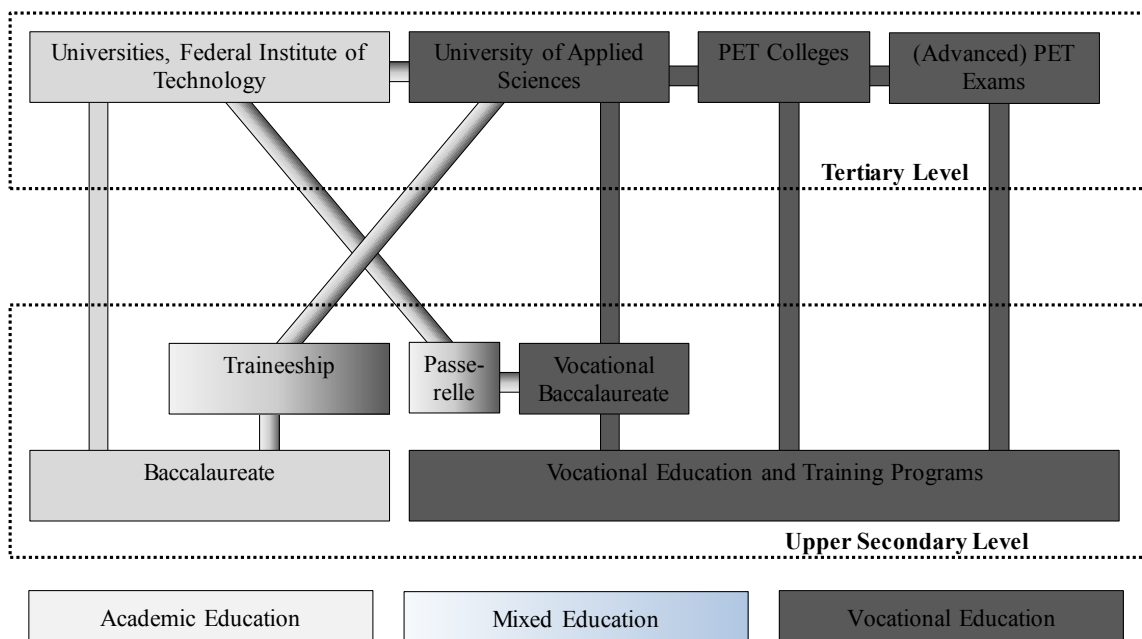 Universities, Federal Institute of
Technology
University of Applied
Sciences
PET Colleges
(Advanced) PET
Exams
Tertiary Level
Traineeship
Passe-
relle
Vocational
Baccalaureate
Baccalaureate
Vocational Education and Training Programs
Upper Secondary Level
Academic Education
Mixed Education
Vocational Education